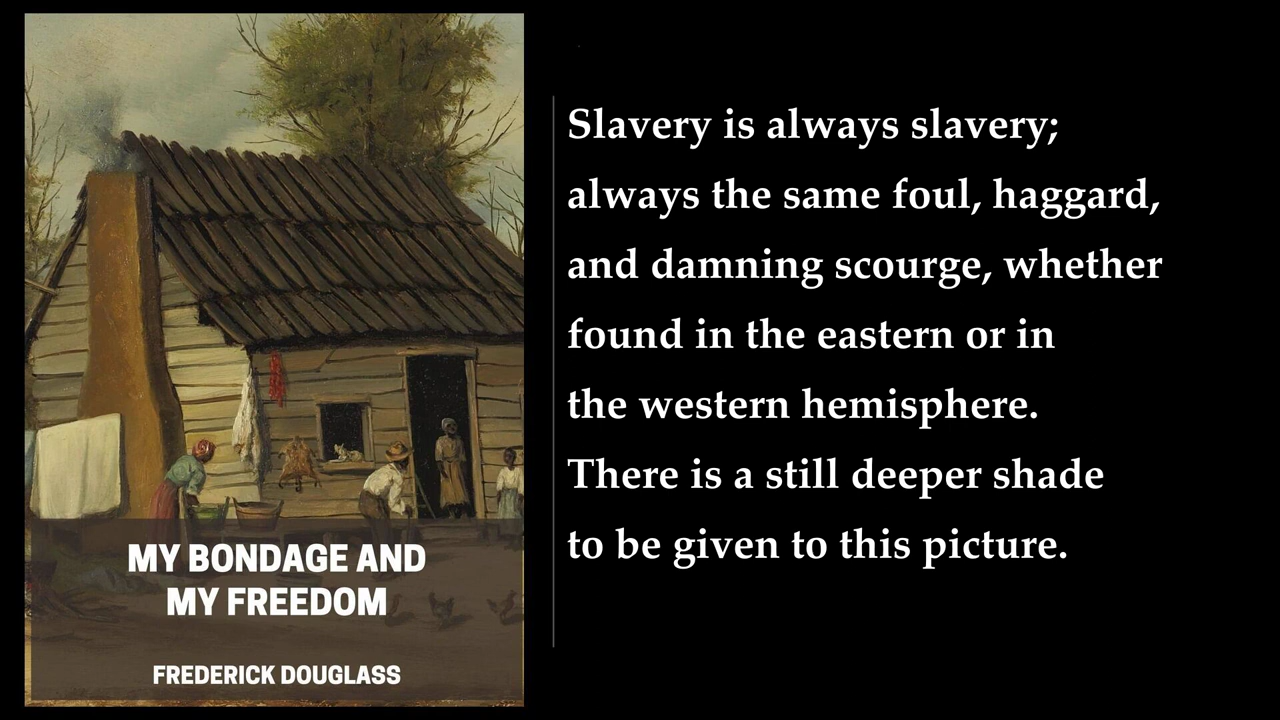 MY BONDAGE AND
MY FREEDOM
FREDERICK DOUGLASS
Slavery is always slavery;
always the same foul, haggard,
and damning scourge, whether
found in the eastern or in
the western hemisphere.
There is a still deeper shade
to be given to this picture.